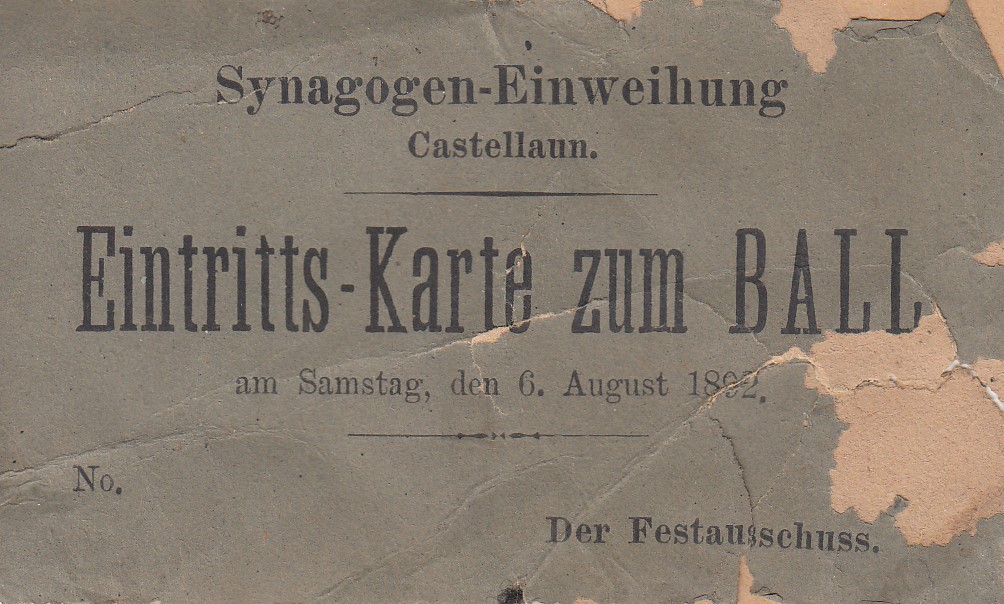 Synagogen-Einweihung
Castellaun.
Eintritts-Karte zum BALL
am Samstag, den 6. August 1892.
No.
Der Festausschuss.